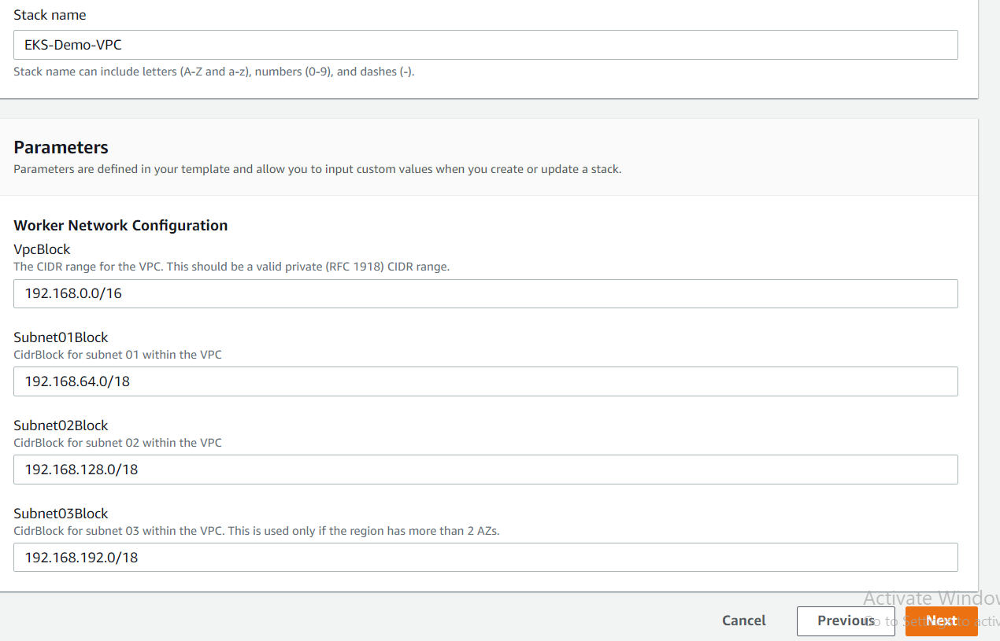 Stack name
EKS-Demo-VPC
Stack name can include letters (A-Z and a-z), numbers (0-9), and dashes (-).
Parameters
Parameters are defined in your template and allow you to input custom values when you create or update a stack.
Worker Network Configuration
VpcBlock
The CIDR range for the VPC. This should be a valid private (RFC 1918) CIDR range.
192.168.0.0/16
Subnet01Block
CidrBlock for subnet 01 within the VPC
192.168.64.0/18
Subnet02Block
CidrBlock for subnet 02 within the VPC
192.168.128.0/18
Subnet03Block
CidrBlock for subnet 03 within the VPC. This is used only if the region has more than 2 AZs.
192.168.192.0/18
Activate Window
Cancel Previous Next
Go to Settings to activ